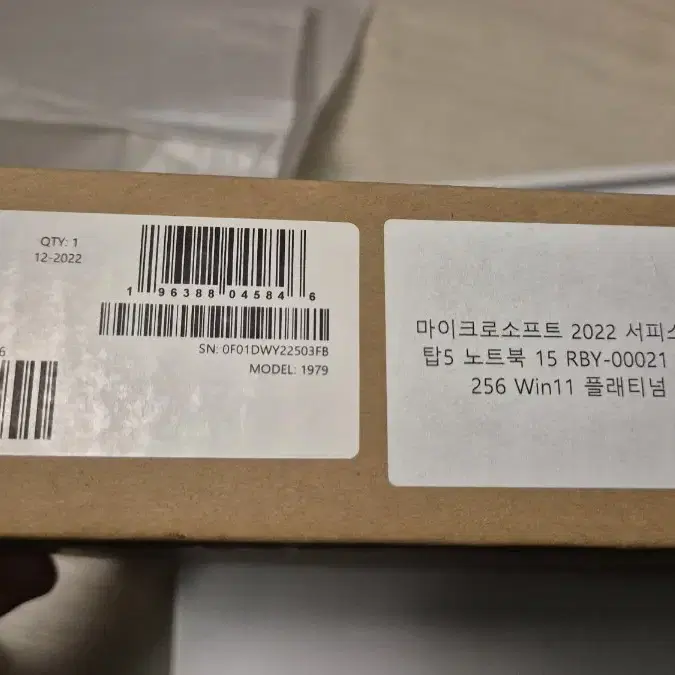 QTY: 1
12-2022
1 96388 04584 6
SN: 0F01DWY22503FB
MODEL: 1979
6
마이크로소프트 2022 서피스
탑5 노트북 15 RBY-00021
256 Win11 플래티넘